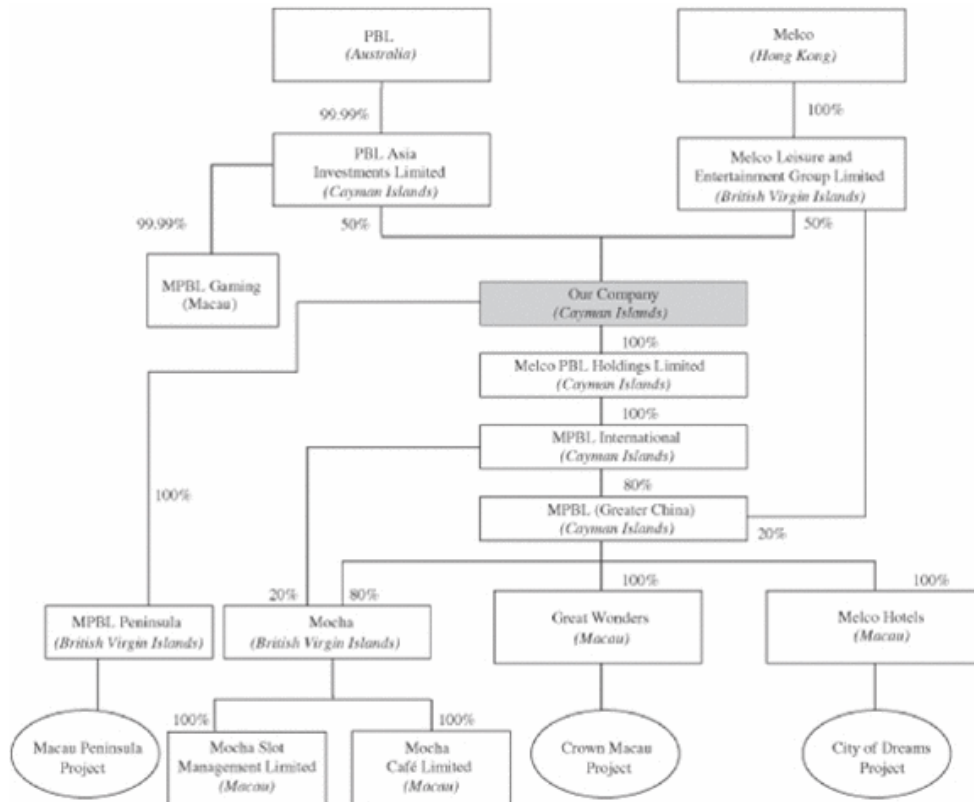 PBL
(Australia)
Melco
(Hong Kong)
99.99%
100%
PBL Asia
Investments Limited
(Cayman Islands)
Melco Leisure and
Entertainment Group Limited
(British Virgin Islands)
99.99%
50%
50%
MPBL Gaming
(Macau)
Our Company
(Cayman Islands)
100%
Melco PBL Holdings Limited
(Cayman Islands)
100%
MPBL International
(Cayman Islands)
100%
80%
MPBL (Greater China)
(Cayman Islands)
20%
20%
80%
100%
100%
MPBL Peninsula
(British Virgin Islands)
Mocha
(British Virgin Islands)
Great Wonders
(Macau)
Melco Hotels
(Macau)
100%
100%
Macau Peninsula
Project
Mocha Slot
Management Limited
(Macau)
Mocha
Café Limited
(Macau)
Crown Macau
Project
City of Dreams
Project